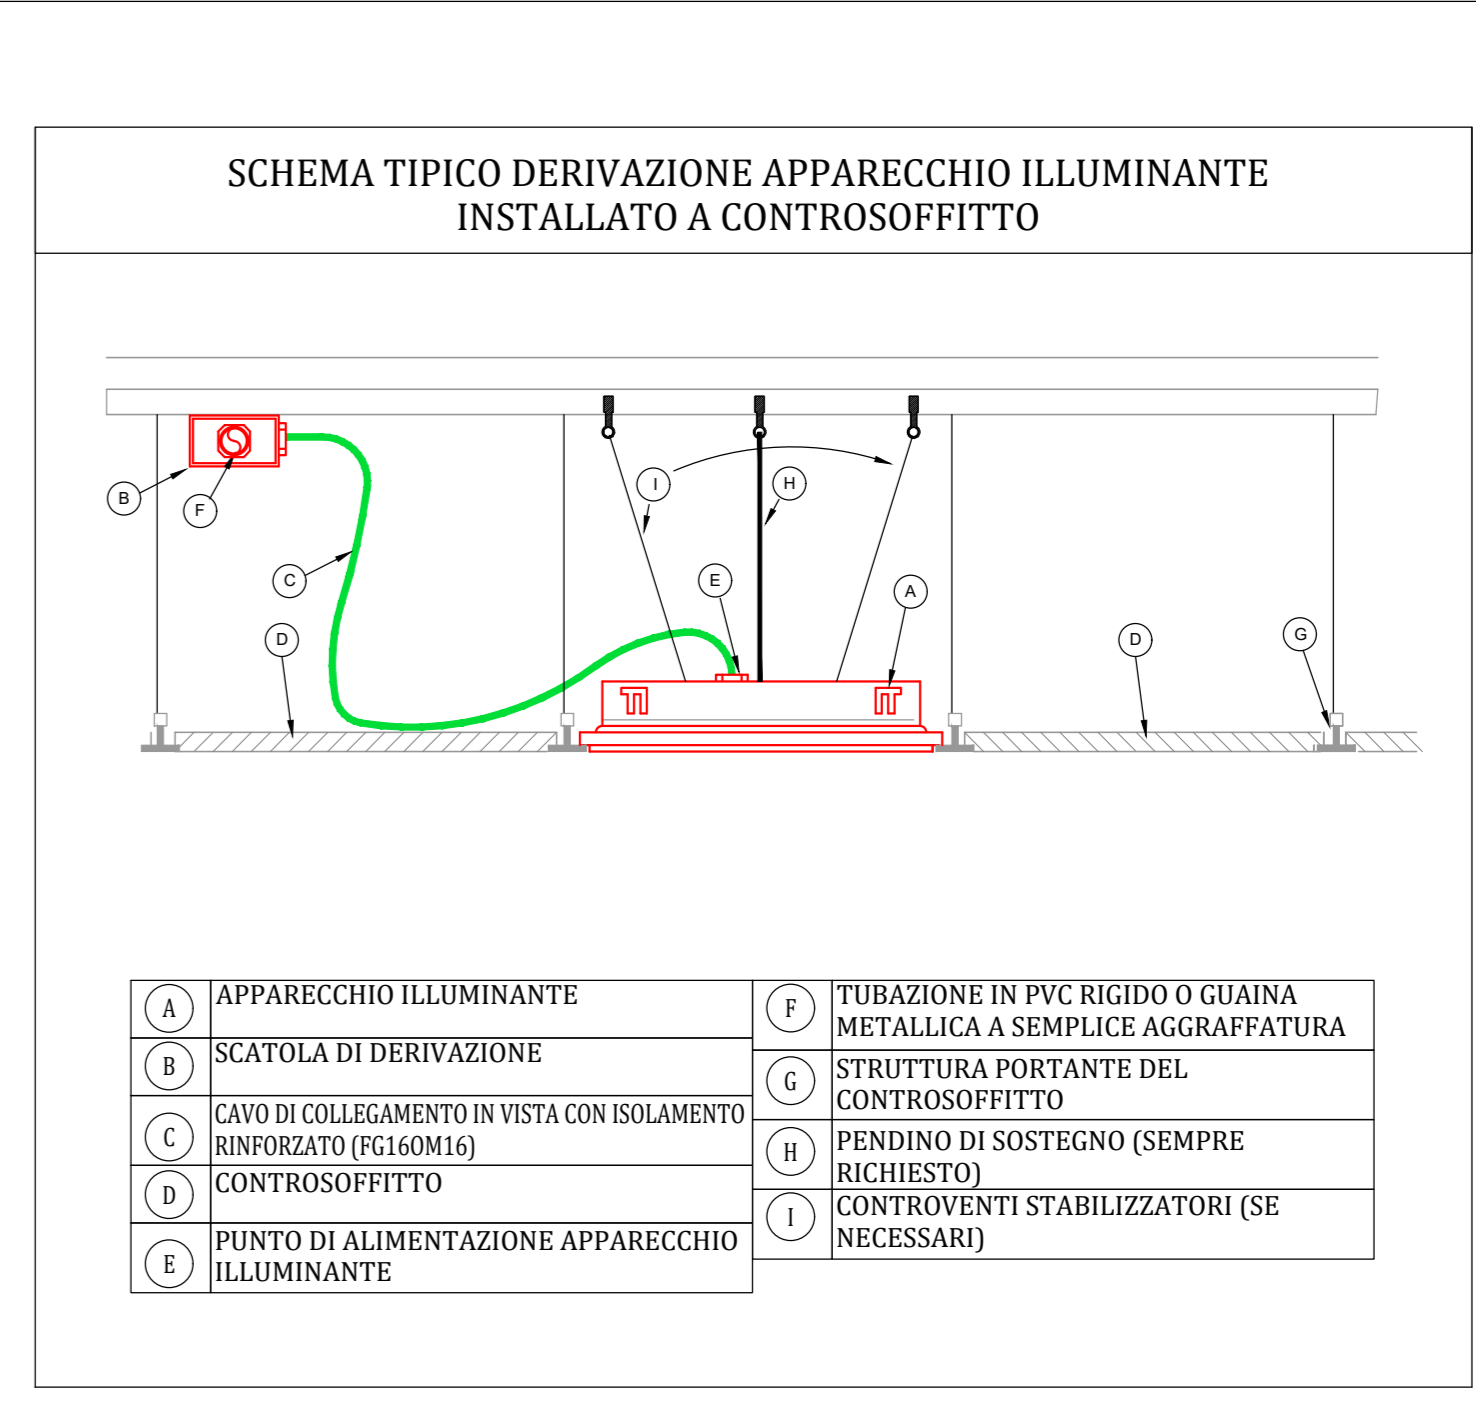 SCHEMA TIPICO DERIVAZIONE APPARECCHIO ILLUMINANTE
INSTALLATO A CONTROSOFFITTO
B
F
C
D
I
H
E
A
D
G
A
APPARECCHIO ILLUMINANTE
B
SCATOLA DI DERIVAZIONE
C
CAVO DI COLLEGAMENTO IN VISTA CON ISOLAMENTO
RINFORZATO (FG16OM16)
D
CONTROSOFFITTO
E
PUNTO DI ALIMENTAZIONE APPARECCHIO
ILLUMINANTE
F
TUBAZIONE IN PVC RIGIDO O GUAINA
METALLICA A SEMPLICE AGGRAFFATURA
G
STRUTTURA PORTANTE DEL
CONTROSOFFITTO
H
PENDINO DI SOSTEGNO (SEMPRE
RICHIESTO)
I
CONTROVENTI STABILIZZATORI (SE
NECESSARI)